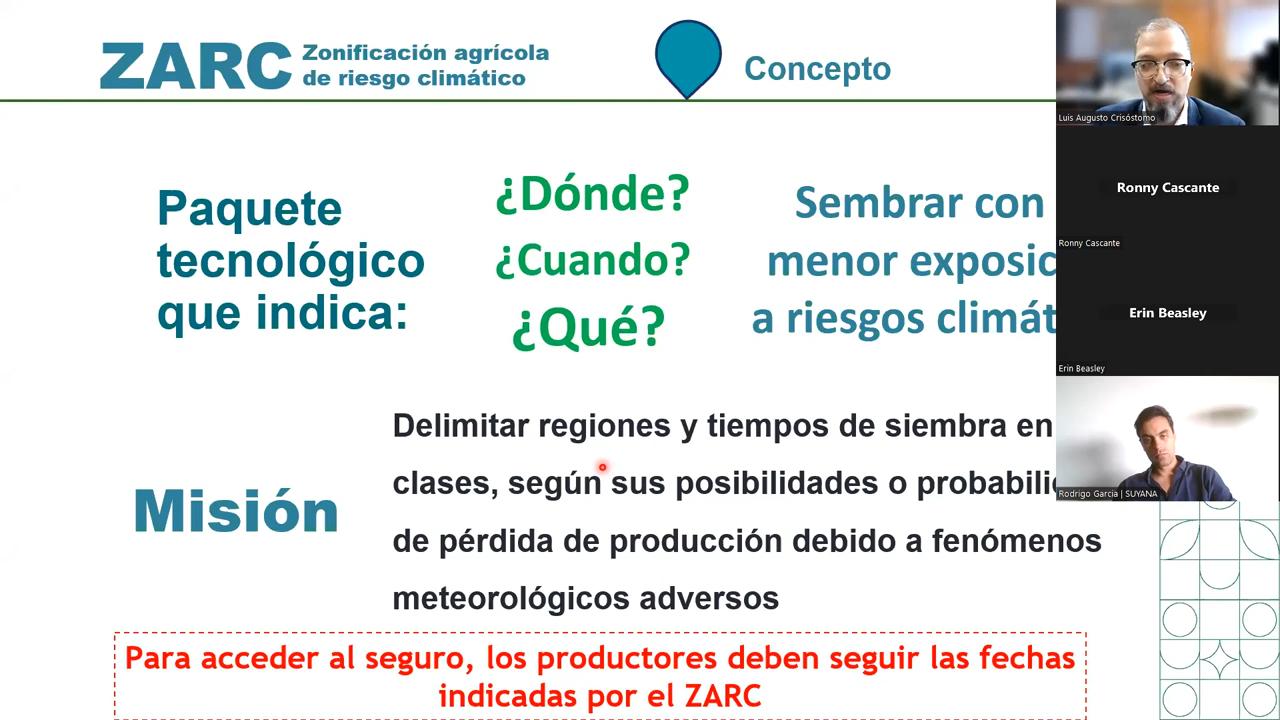 ZARC
Zonificación agrícola
de riesgo climático
Concepto
Paquete
tecnológico
que indica:
¿Dónde?
¿Cuando?
¿Qué?
Sembrar con
menor exposic
a riesgos climát
Misión
Delimitar regiones y tiempos de siembra en
clases, según sus posibilidades o probabili
de pérdida de producción debido a fenómenos
meteorológicos adversos
Para acceder al seguro, los productores deben seguir las fechas
indicadas por el ZARC
Luis Augusto Crisóstomo
Ronny Cascante
Ronny Cascante
Erin Beasley
Erin Beasley
Rodrigo Garcia | SUYANA